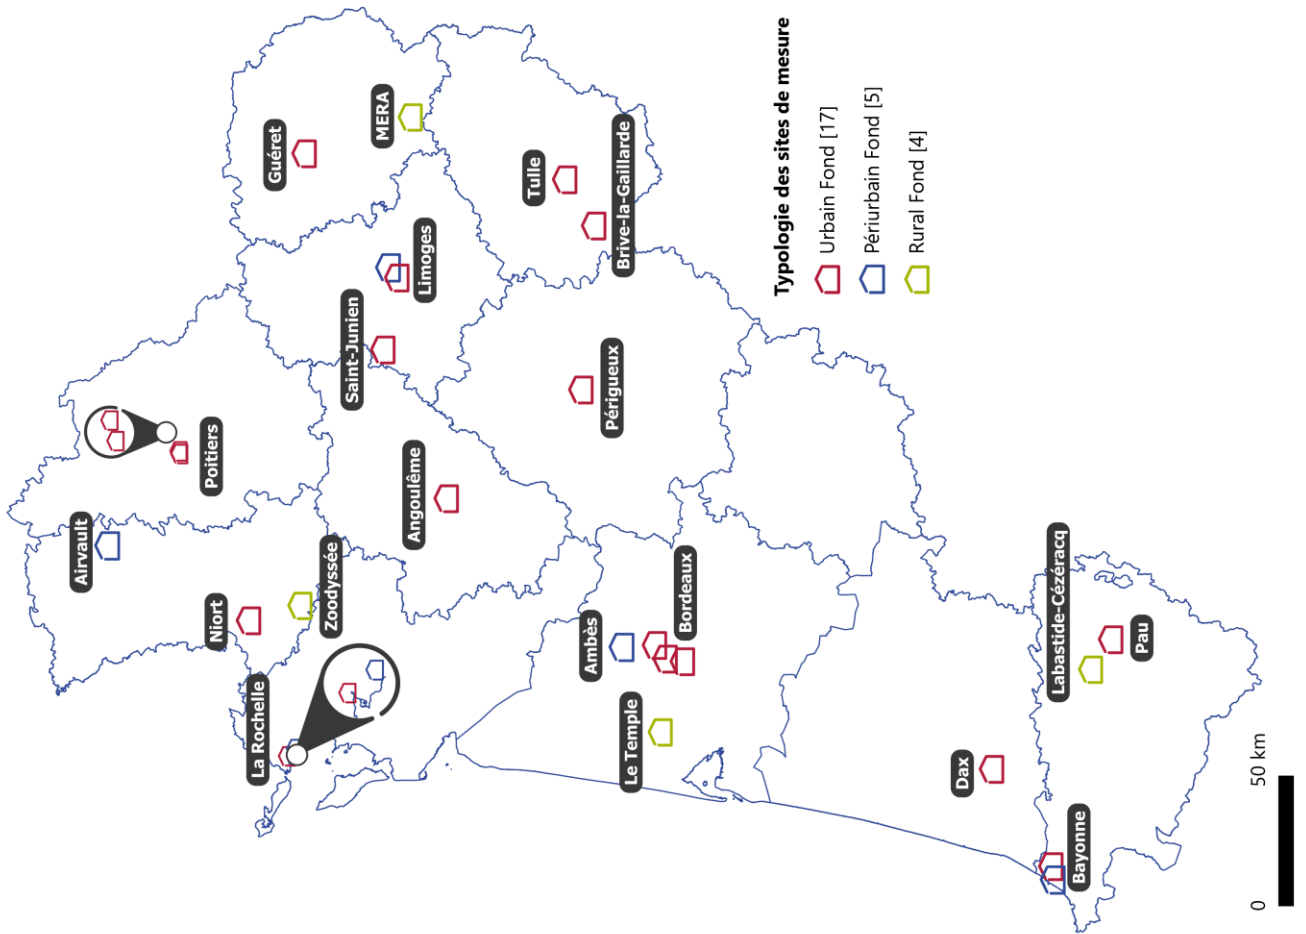 Airvault
Poitiers
Niort
Zoodyssée
La Rochelle
Guéret
MERA
Saint-Junien
Limoges
Angoulême
Tulle
Brive-la-Gaillarde
Périgueux
Ambès
Bordeaux
Le Temple
Dax
Bayonne
Labastide-Cézéracq
Pau
Typologie des sites de mesure
Urbain Fond [17]
Périurbain Fond [5]
Rural Fond [4]
0 50 km